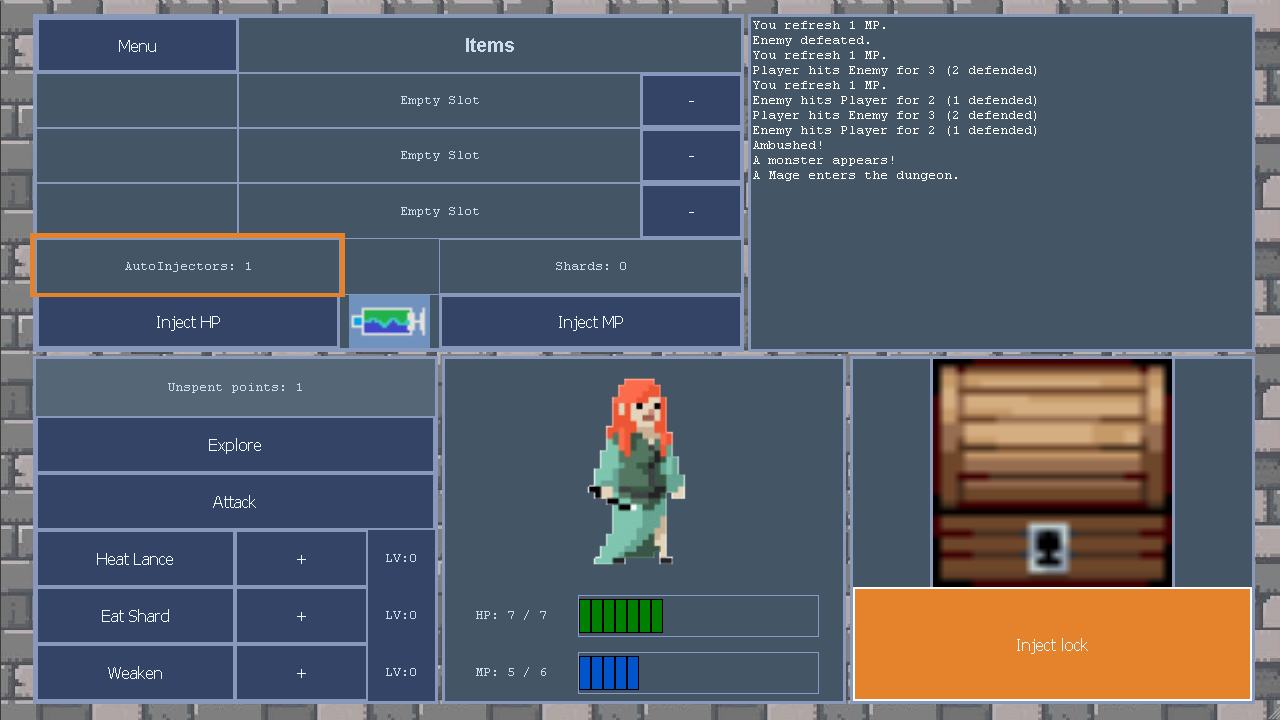 Menu
Items
Empty Slot
-
Empty Slot
-
Empty Slot
-
AutoInjectors: 1
Shards: 0
Inject HP
Inject MP
You refresh 1 MP.
Enemy defeated.
You refresh 1 MP.
Player hits Enemy for 3 (2 defended)
You refresh 1 MP.
Enemy hits Player for 2 (1 defended)
Player hits Enemy for 3 (2 defended)
Enemy hits Player for 2 (1 defended)
Ambushed!
A monster appears!
A Mage enters the dungeon.
Unspent points: 1
Explore
Attack
Heat Lance
+
LV:0
Eat Shard
+
LV:0
Weaken
+
LV:0
HP: 7 / 7
MP: 5 / 6
Inject lock